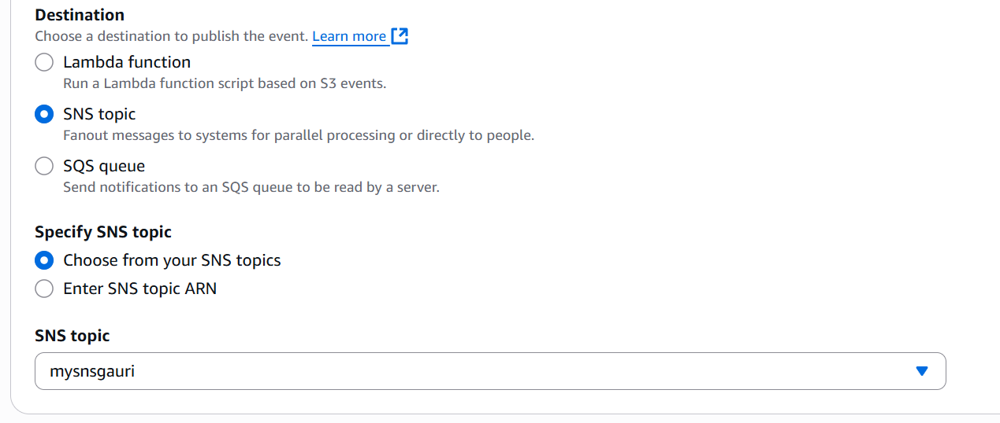 Destination
Choose a destination to publish the event. Learn more
Lambda function
Run a Lambda function script based on S3 events.
SNS topic
Fanout messages to systems for parallel processing or directly to people.
SQS queue
Send notifications to an SQS queue to be read by a server.
Specify SNS topic
Choose from your SNS topics
Enter SNS topic ARN
SNS topic
mysnsgauri